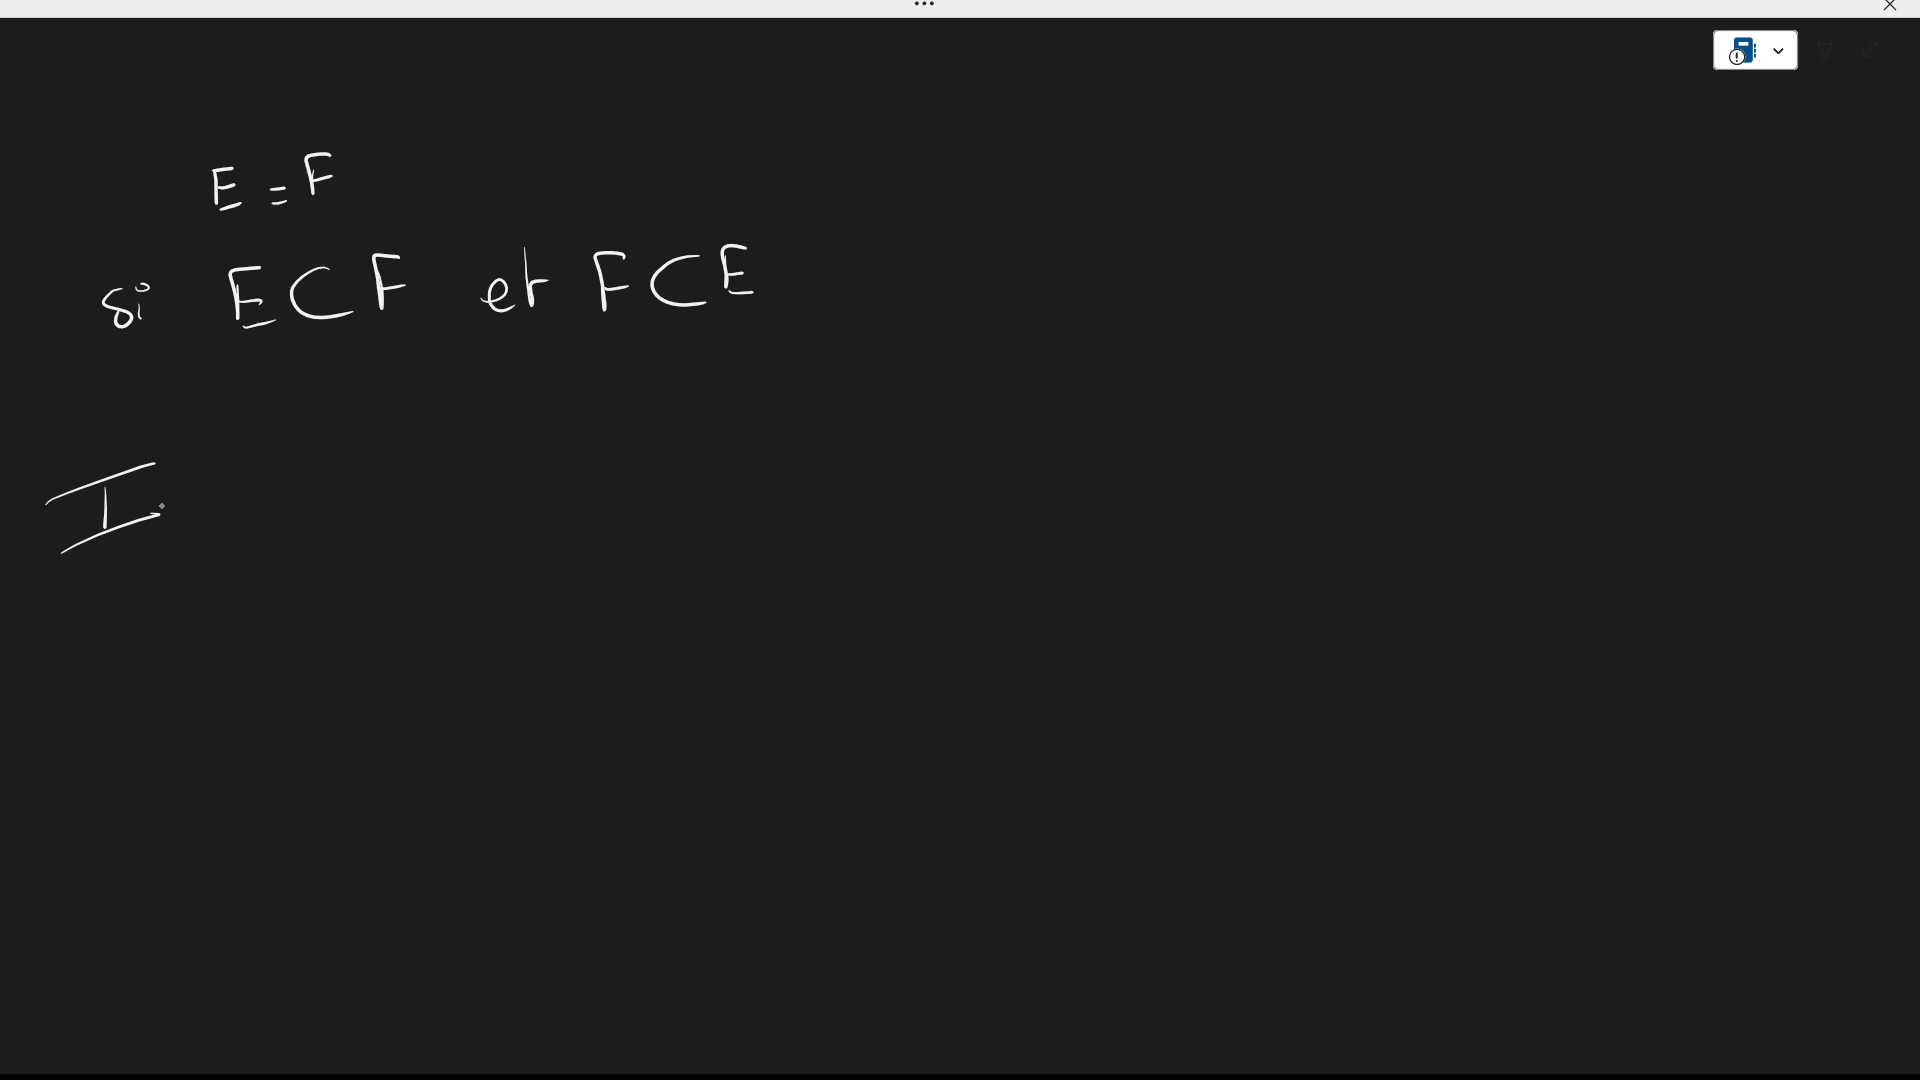 E = F
si E ⊂ F et F ⊂ E
I.